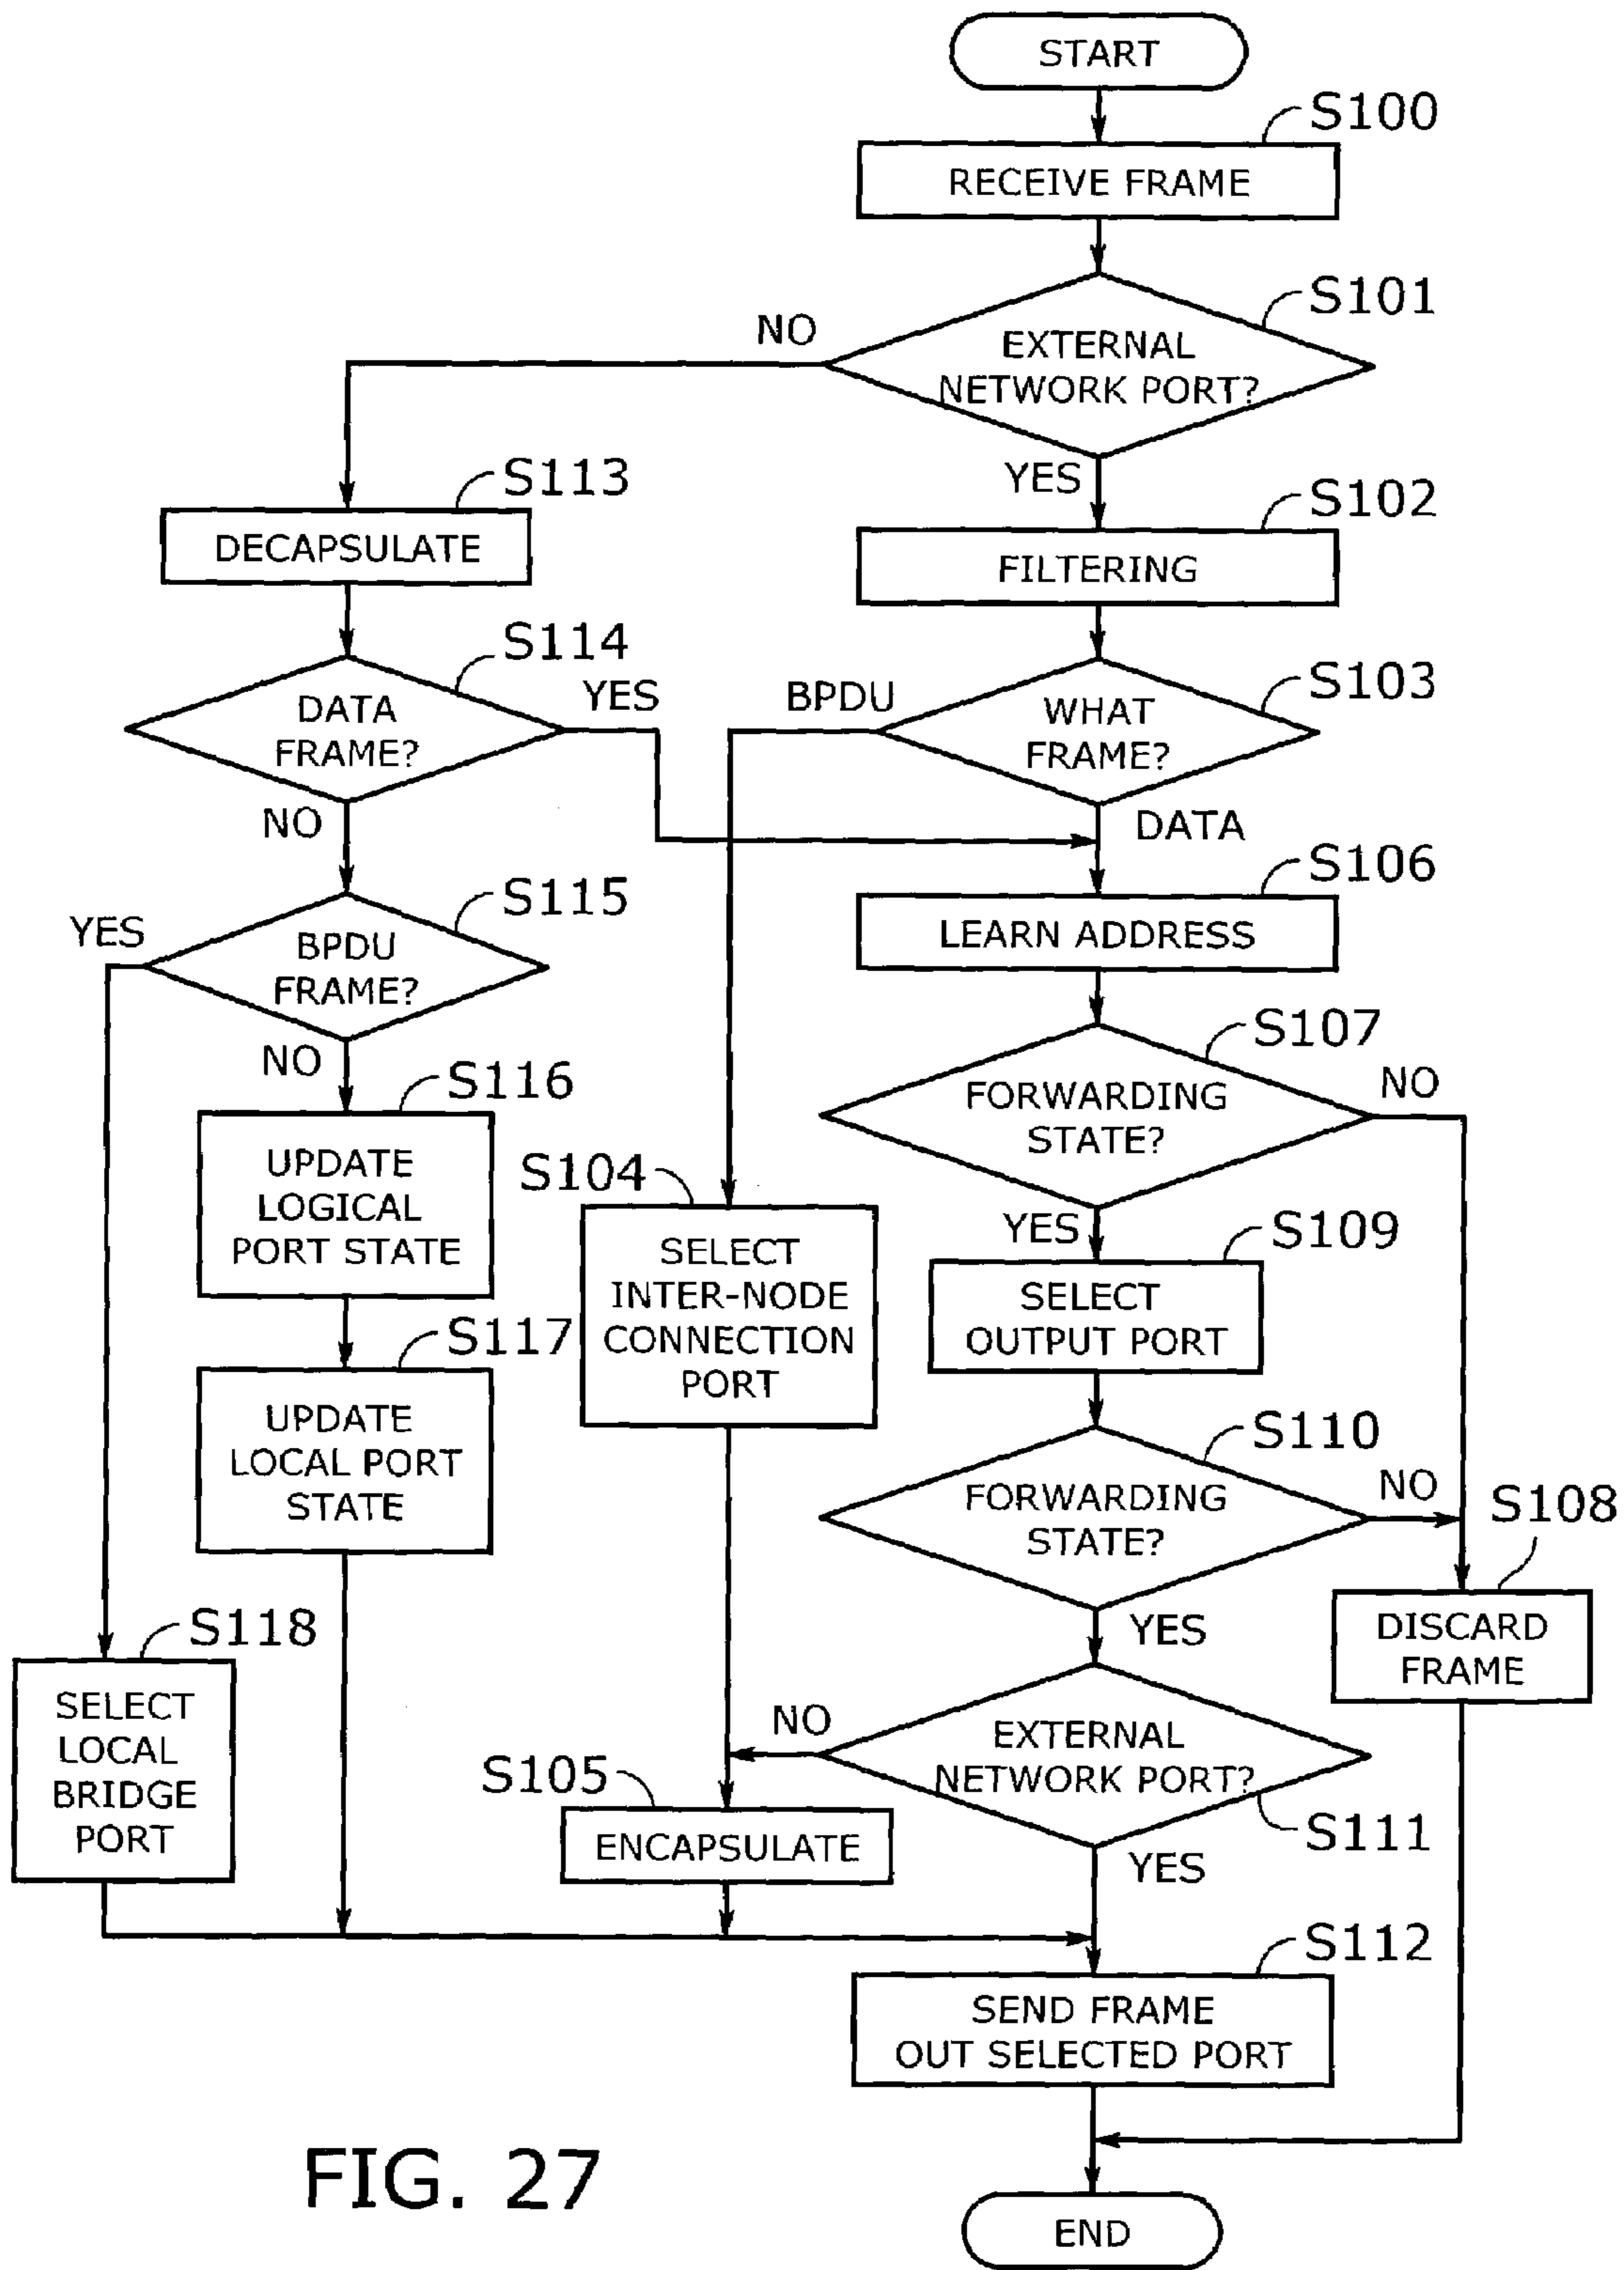 START
S100
RECEIVE FRAME
S101
NO
EXTERNAL
NETWORK PORT?
YES
S113
DECAPSULATE
S102
FILTERING
S114
DATA
FRAME?
YES
NO
BPDU
S103
WHAT
FRAME?
DATA
S115
YES
BPDU
FRAME?
NO
S106
LEARN ADDRESS
S107
FORWARDING
STATE?
NO
YES
S116
UPDATE
LOGICAL
PORT STATE
S104
SELECT
INTER-NODE
CONNECTION
PORT
S109
SELECT
OUTPUT PORT
S117
UPDATE
LOCAL PORT
STATE
S110
FORWARDING
STATE?
NO
YES
S108
DISCARD
FRAME
S118
SELECT
LOCAL
BRIDGE
PORT
NO
EXTERNAL
NETWORK PORT?
S111
YES
S105
ENCAPSULATE
S112
SEND FRAME
OUT SELECTED PORT
END
FIG. 27